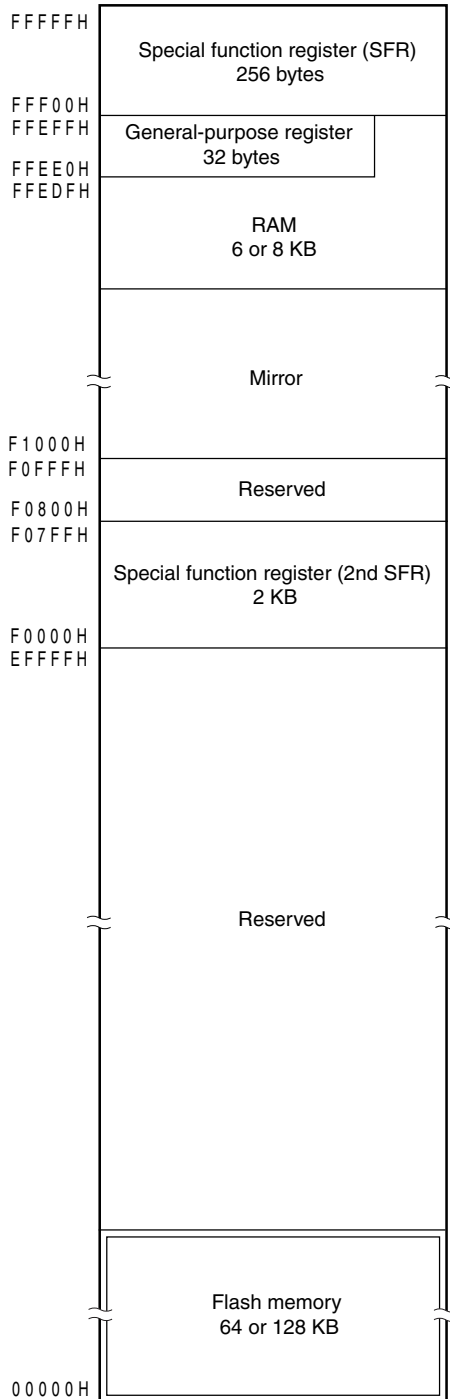 FFFFFH
Special function register (SFR)
256 bytes
FFF00H
FFEFFH
General-purpose register
32 bytes
FFEE0H
FFEDFH
RAM
6 or 8 KB
Mirror
F1000H
F0FFFH
Reserved
F0800H
F07FFH
Special function register (2nd SFR)
2 KB
F0000H
EFFFFH
Reserved
Flash memory
64 or 128 KB
00000H